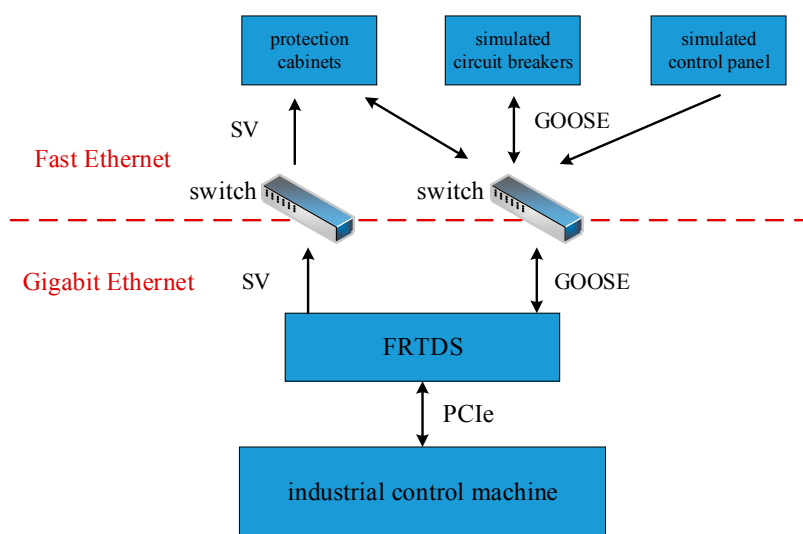 protection
cabinets
simulated
circuit breakers
simulated
control panel
SV
GOOSE
Fast Ethernet
switch
switch
Gigabit Ethernet
SV
GOOSE
FRTDS
PCIe
industrial control machine